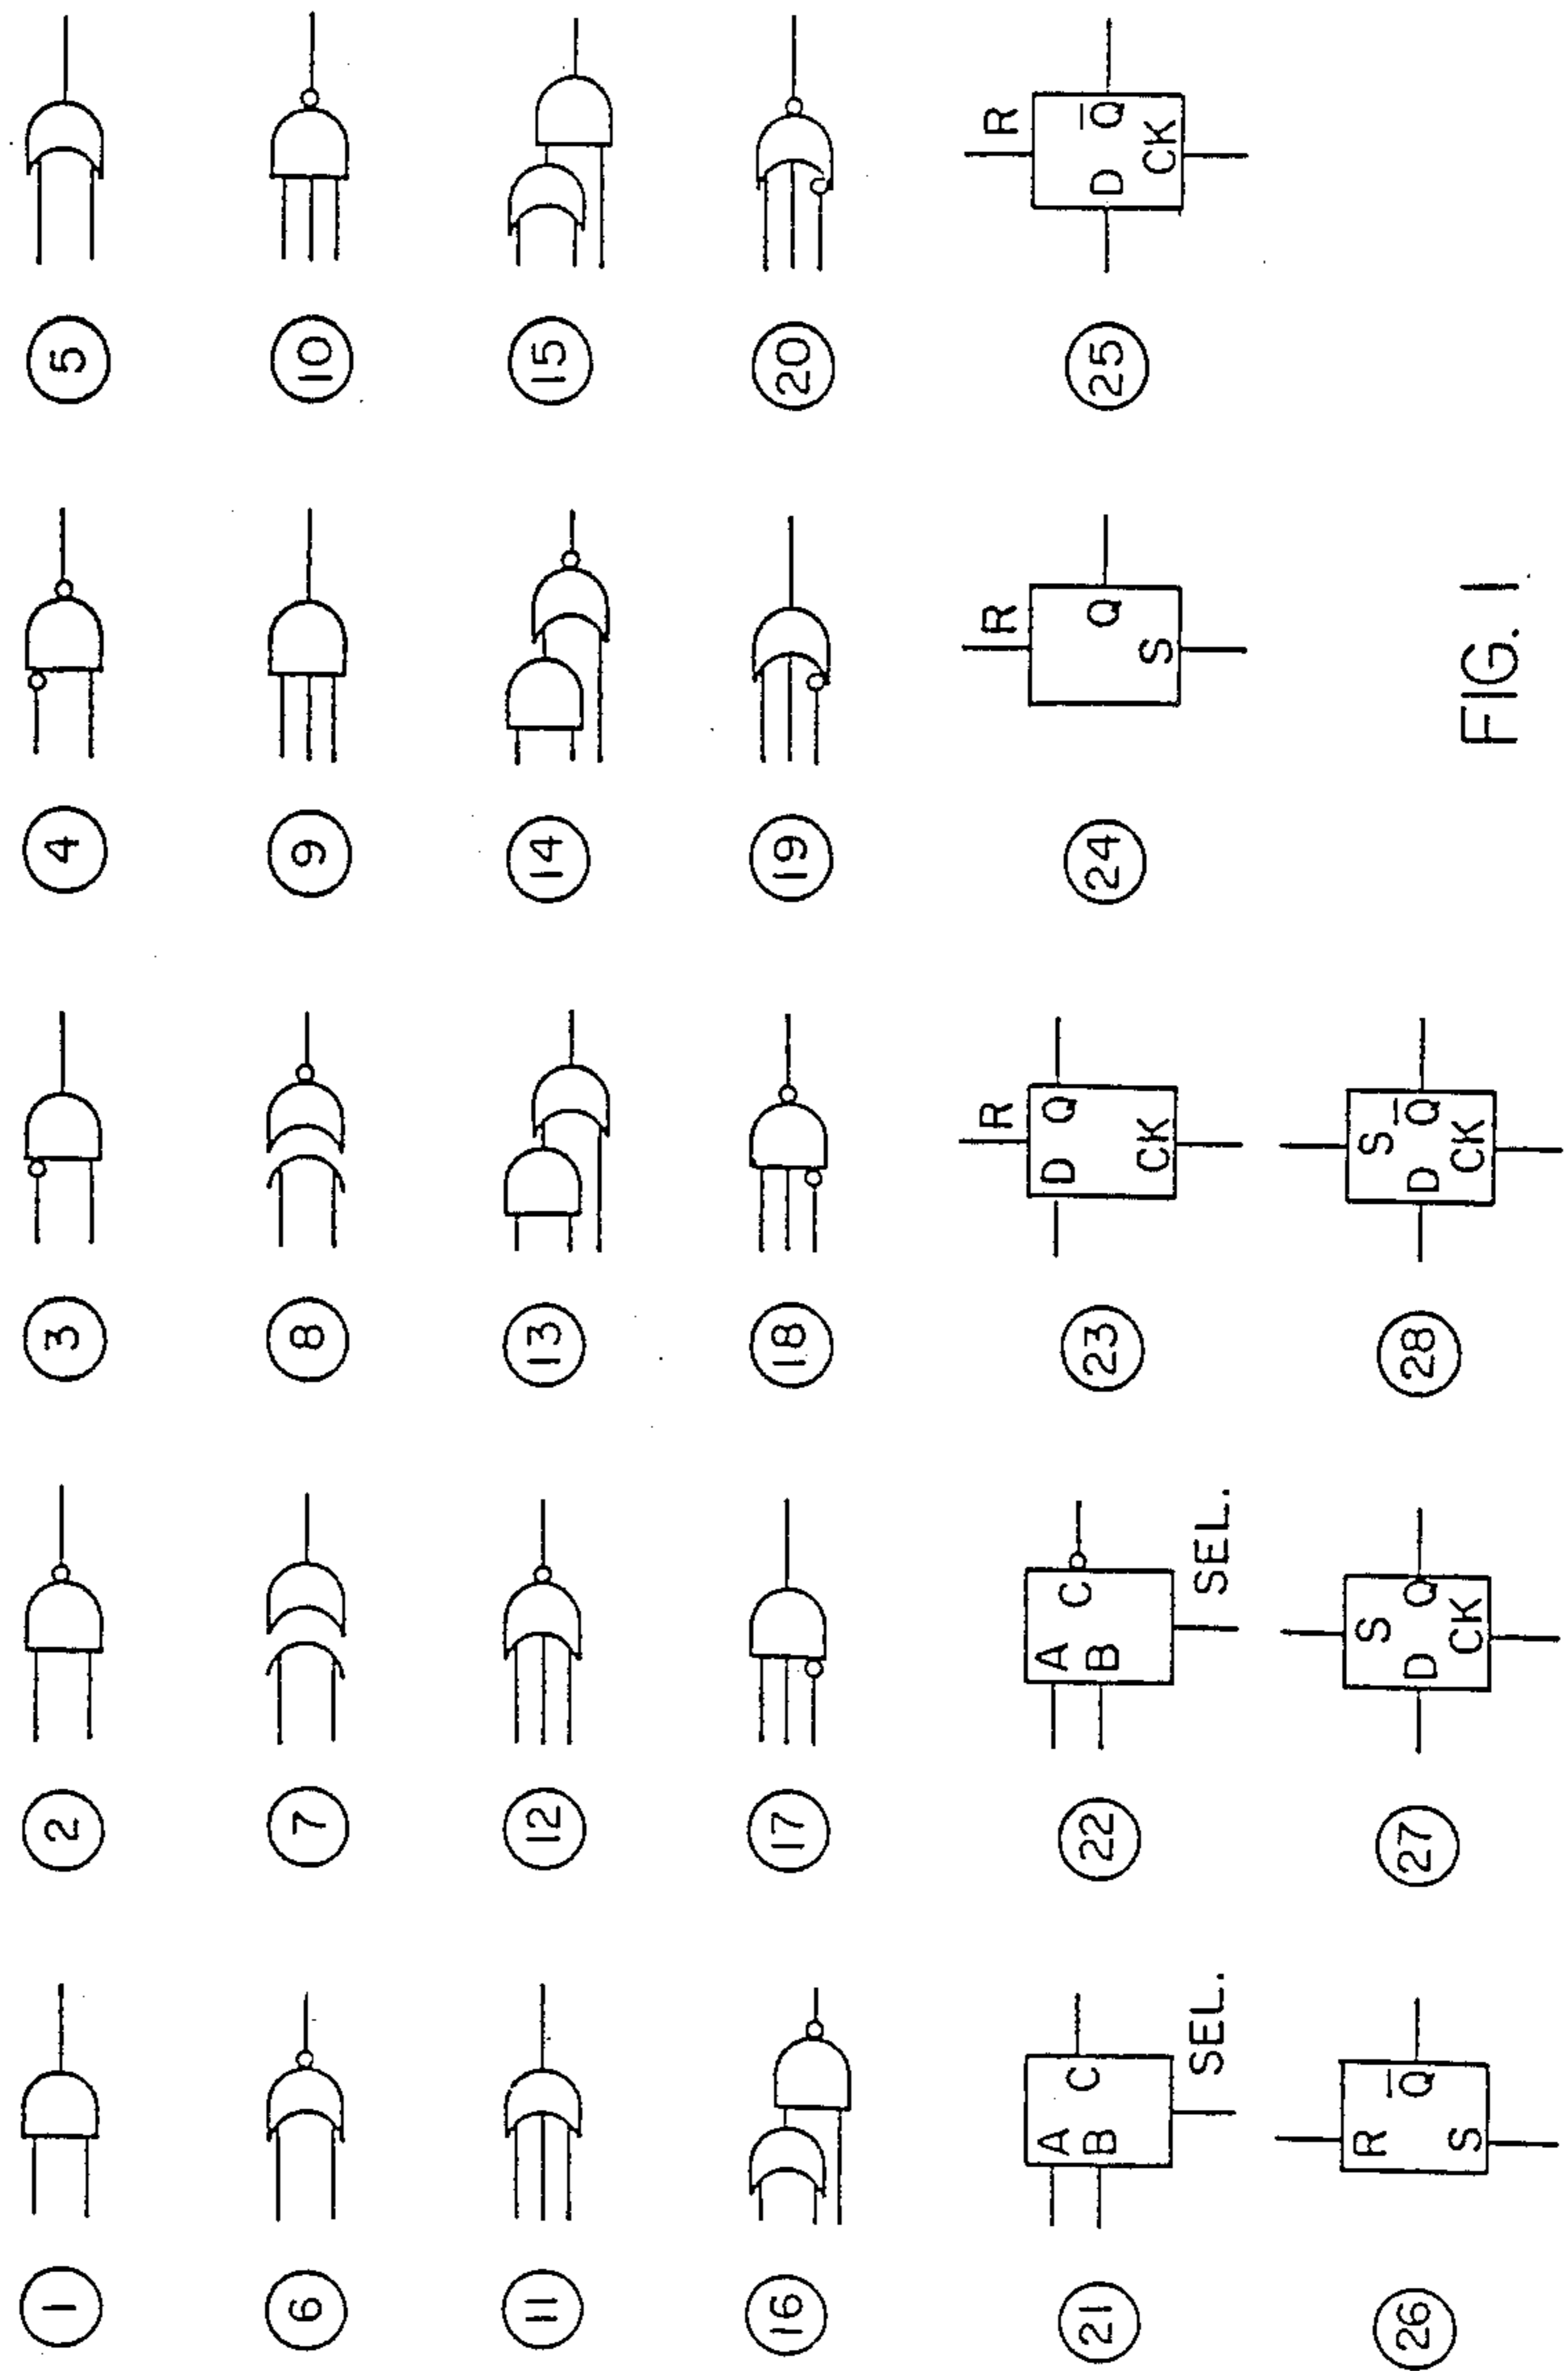 1
2
3
4
5
6
7
8
9
10
11
12
13
14
15
16
17
18
19
20
21 A B C SEL.
22 A B C SEL.
23 R D Q CK
24 R Q S
25 R D Q̅ CK
26 R Q̅ S
27 S D Q CK
28 S D Q̅ CK
FIG. 1